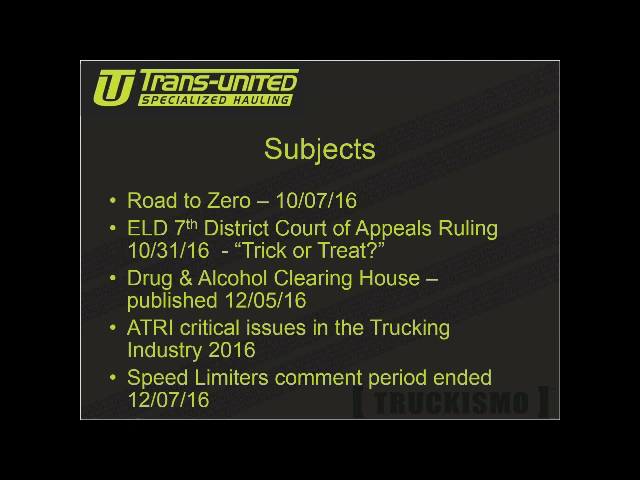 Trans-united
SPECIALIZED HAULING
Subjects
• Road to Zero – 10/07/16
• ELD 7th District Court of Appeals Ruling
10/31/16 - “Trick or Treat?”
• Drug & Alcohol Clearing House –
published 12/05/16
• ATRI critical issues in the Trucking
Industry 2016
• Speed Limiters comment period ended
12/07/16
[ TRUCKISMO ]